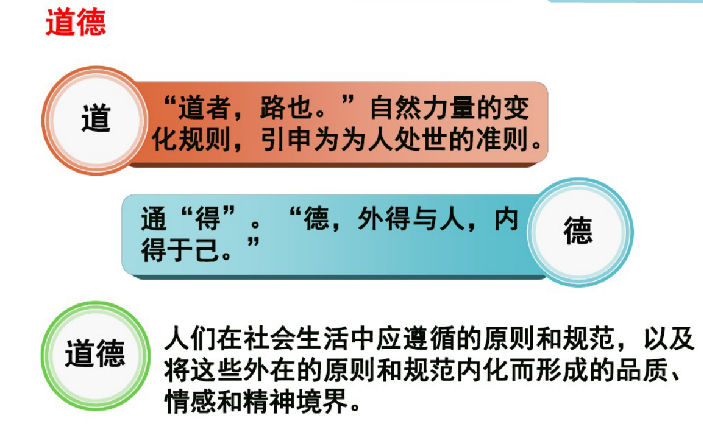 道德
道
“道者，路也。”自然力量的变
化规则，引申为为人处世的准则。
通“得”。“德，外得与人，内
得于己。”
德
道德
人们在社会生活中应遵循的原则和规范，以及
将这些外在的原则和规范内化而形成的品质、
情感和精神境界。